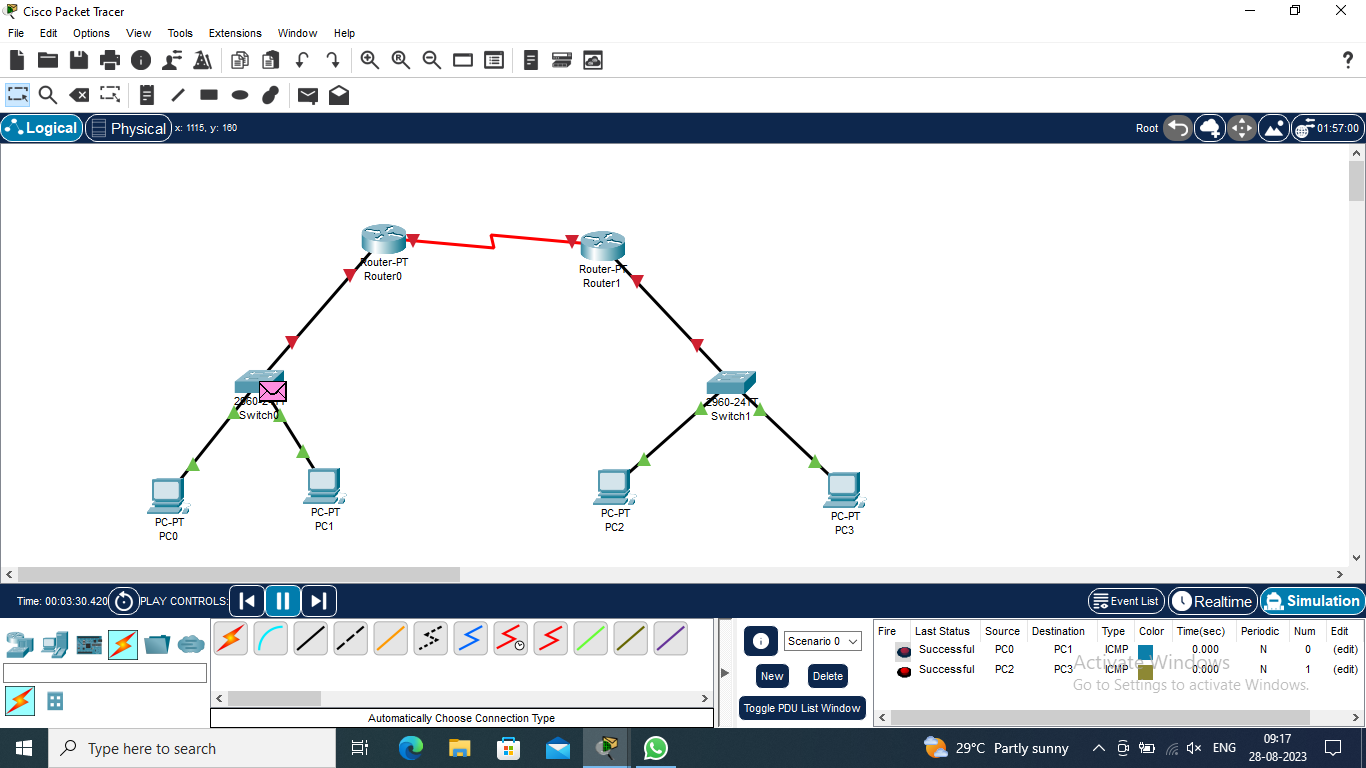 Cisco Packet Tracer
File Edit Options View Tools Extensions Window Help
?
Logical Physical x: 1115, y: 160 Root 01:57:00
Router-PT
Router0
Router-PT
Router1
2960-24TT
Switch0
2960-24TT
Switch1
PC-PT
PC0
PC-PT
PC1
PC-PT
PC2
PC-PT
PC3
Time: 00:03:30.420 PLAY CONTROLS: Event List Realtime Simulation
Scenario 0
New Delete
Toggle PDU List Window
Fire Last Status Source Destination Type Color Time(sec) Periodic Num Edit
Successful PC0 PC1 ICMP 0.000 N 0 (edit)
Successful PC2 PC3 ICMP 0.000 N 1 (edit)
Activate Windows
Go to Settings to activate Windows.
Automatically Choose Connection Type
Type here to search
29°C Partly sunny ENG 09:17
28-08-2023